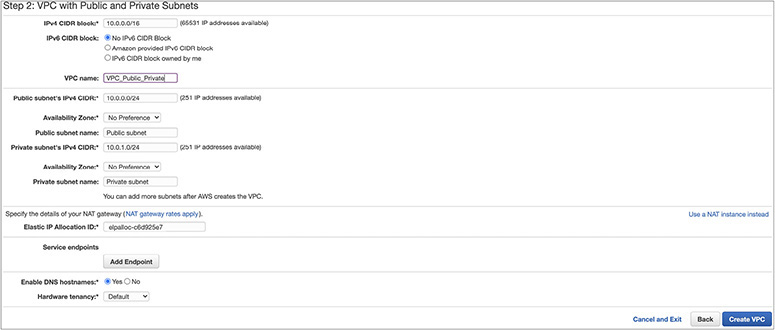 Step 2: VPC with Public and Private Subnets
IPv4 CIDR block:* 10.0.0.0/16 (65531 IP addresses available)
IPv6 CIDR block: No IPv6 CIDR Block
Amazon provided IPv6 CIDR block
IPv6 CIDR block owned by me
VPC name: VPC_Public_Private
Public subnet's IPv4 CIDR:* 10.0.0.0/24 (251 IP addresses available)
Availability Zone:* No Preference
Public subnet name: Public subnet
Private subnet's IPv4 CIDR:* 10.0.1.0/24 (251 IP addresses available)
Availability Zone:* No Preference
Private subnet name: Private subnet
You can add more subnets after AWS creates the VPC.
Specify the details of your NAT gateway (NAT gateway rates apply). Use a NAT instance instead
Elastic IP Allocation ID:* eipalloc-c6d925e7
Service endpoints
Add Endpoint
Enable DNS hostnames:* Yes No
Hardware tenancy:* Default
Cancel and Exit Back Create VPC